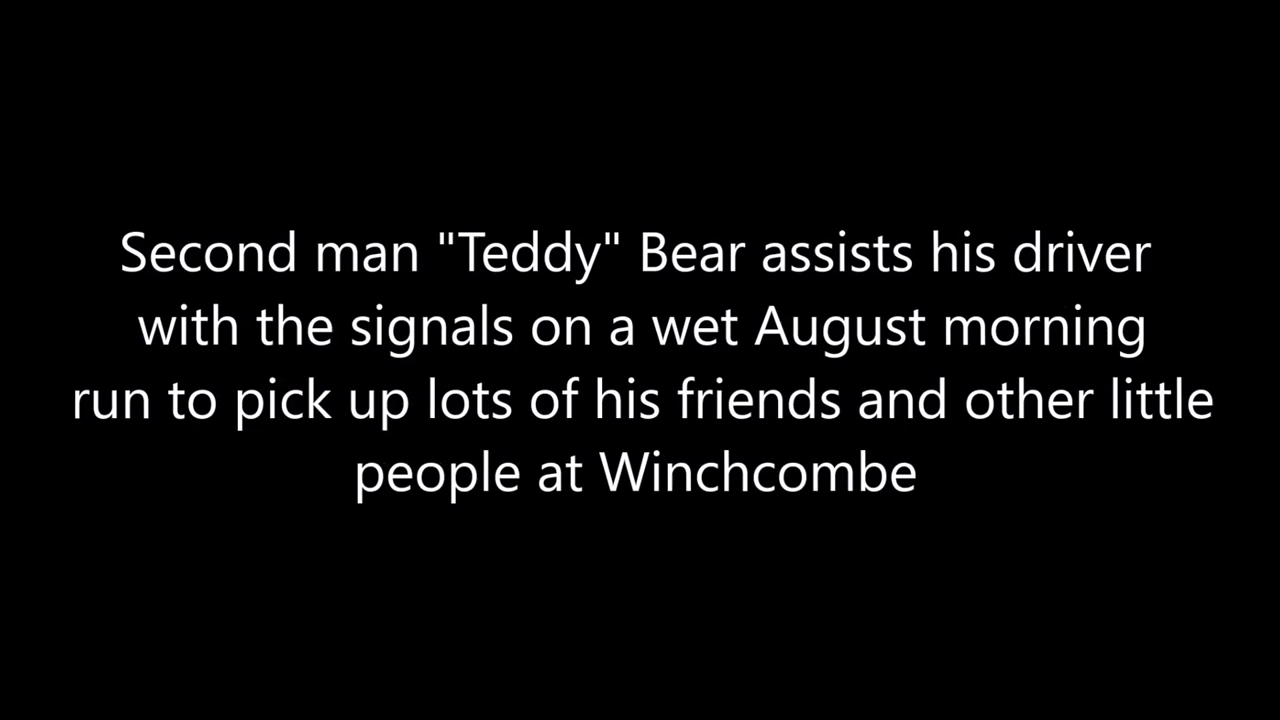 Second man "Teddy" Bear assists his driver
with the signals on a wet August morning
run to pick up lots of his friends and other little
people at Winchcombe